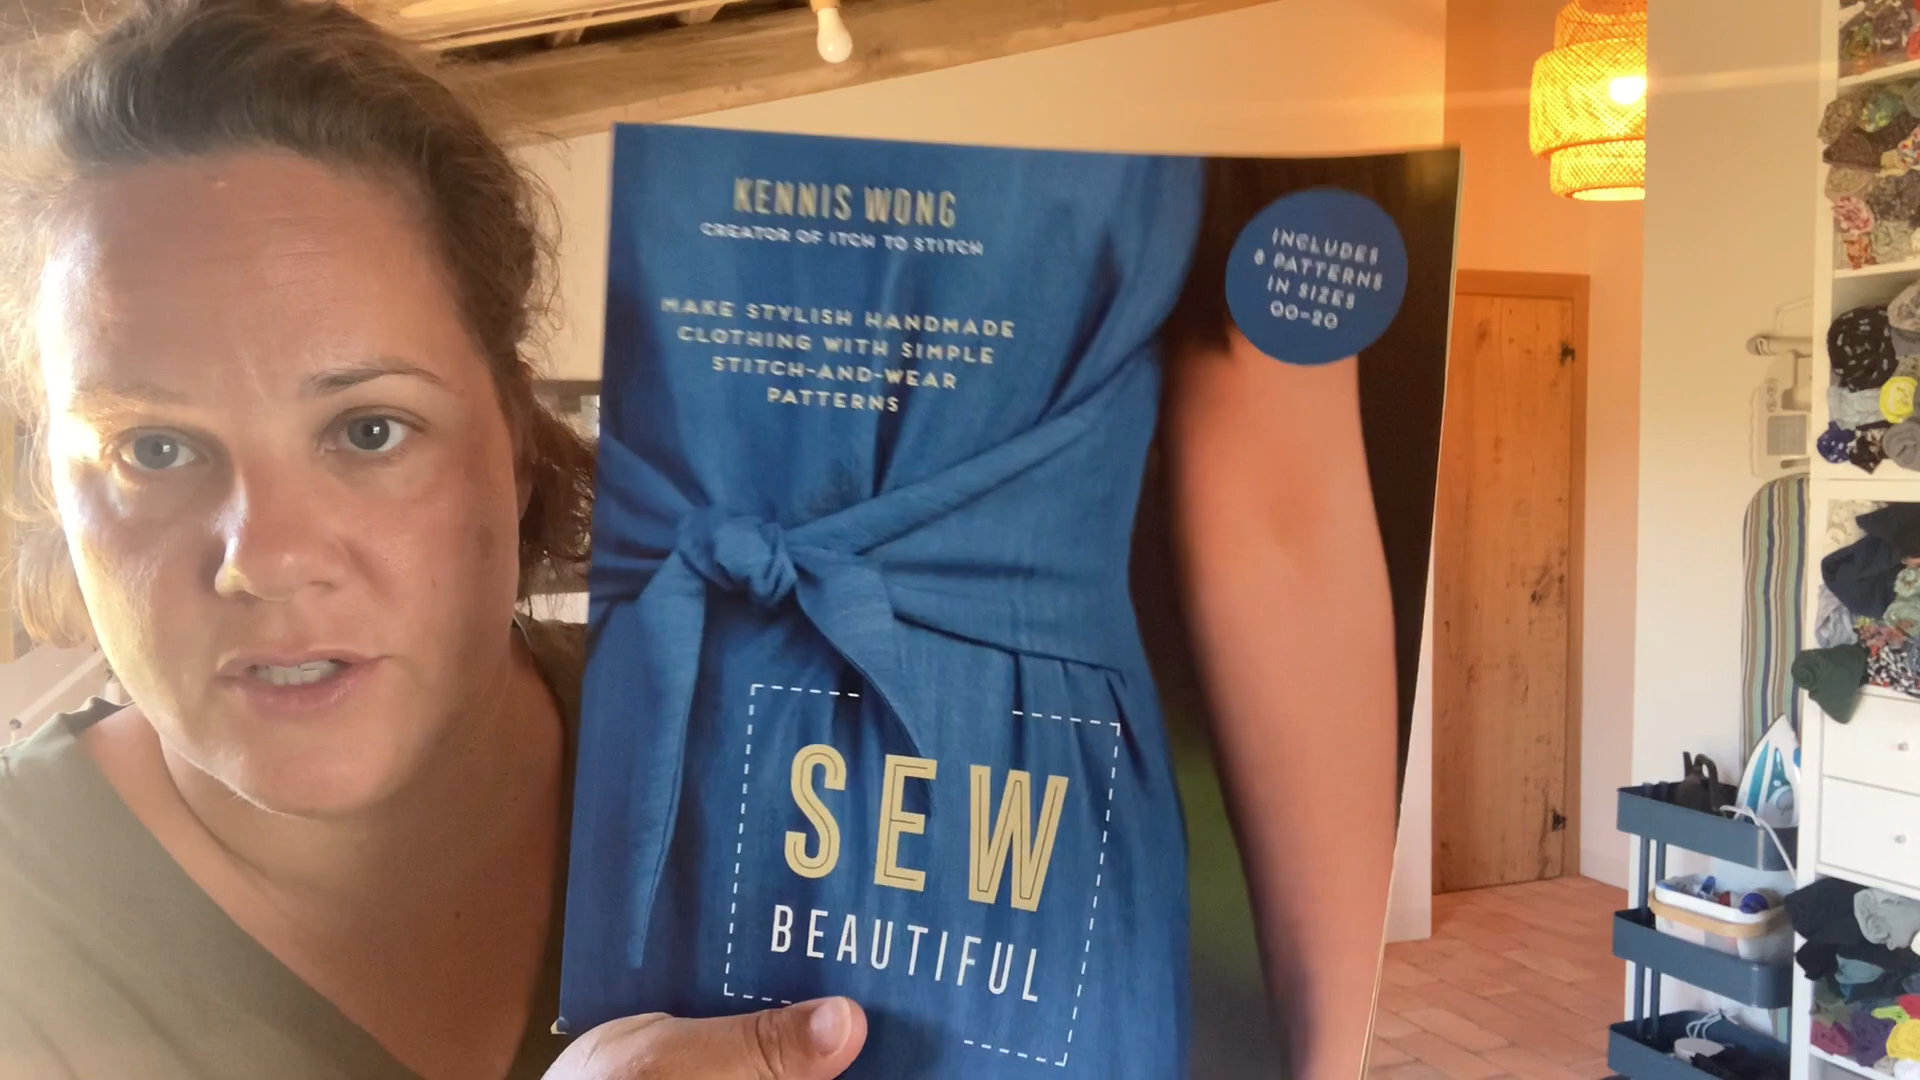 KENNIS WONG
CREATOR OF ITCH TO STITCH
MAKE STYLISH HANDMADE
CLOTHING WITH SIMPLE
STITCH-AND-WEAR
PATTERNS
INCLUDES
8 PATTERNS
IN SIZES
00–20
SEW
BEAUTIFUL